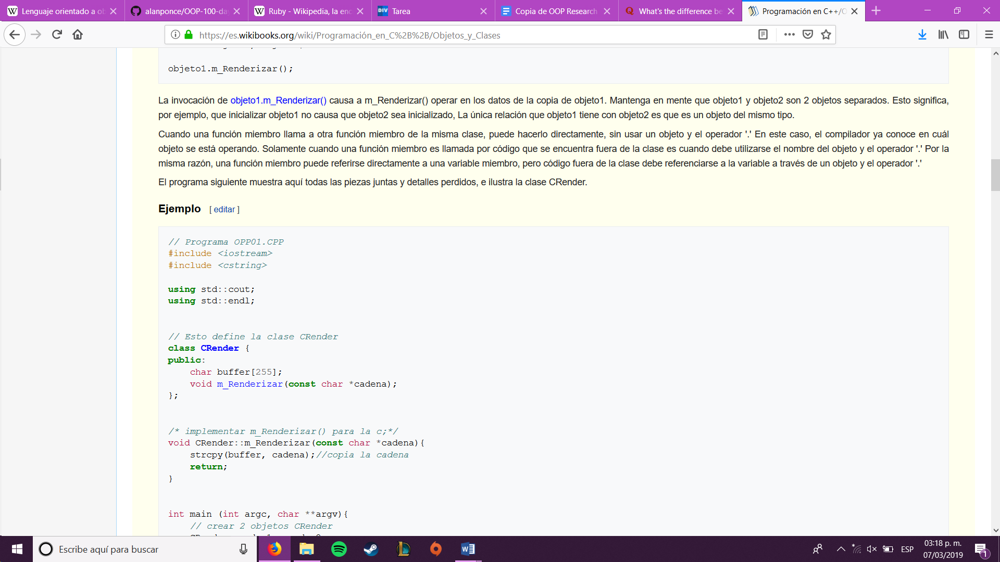 Lenguaje orientado a ob
alanponce/OOP-100-da
Ruby - Wikipedia, la enc
DIV Tarea
Copia de OOP Research
What's the difference be
Programación en C++/O
https://es.wikibooks.org/wiki/Programación_en_C%2B%2B/Objetos_y_Clases
objeto1.m_Renderizar();
La invocación de objeto1.m_Renderizar() causa a m_Renderizar() operar en los datos de la copia de objeto1. Mantenga en mente que objeto1 y objeto2 son 2 objetos separados. Esto significa,
por ejemplo, que inicializar objeto1 no causa que objeto2 sea inicializado, La única relación que objeto1 tiene con objeto2 es que es un objeto del mismo tipo.
Cuando una función miembro llama a otra función miembro de la misma clase, puede hacerlo directamente, sin usar un objeto y el operador '.' En este caso, el compilador ya conoce en cuál
objeto se está operando. Solamente cuando una función miembro es llamada por código que se encuentra fuera de la clase es cuando debe utilizarse el nombre del objeto y el operador '.' Por la
misma razón, una función miembro puede referirse directamente a una variable miembro, pero código fuera de la clase debe referenciarse a la variable a través de un objeto y el operador '.'
El programa siguiente muestra aquí todas las piezas juntas y detalles perdidos, e ilustra la clase CRender.
Ejemplo [ editar ]
// Programa OPP01.CPP
#include <iostream>
#include <cstring>
using std::cout;
using std::endl;
// Esto define la clase CRender
class CRender {
public:
char buffer[255];
void m_Renderizar(const char *cadena);
};
/* implementar m_Renderizar() para la c;*/
void CRender::m_Renderizar(const char *cadena){
strcpy(buffer, cadena);//copia la cadena
return;
}
int main (int argc, char **argv){
// crear 2 objetos CRender
Escribe aquí para buscar
ESP
03:18 p. m.
07/03/2019
1